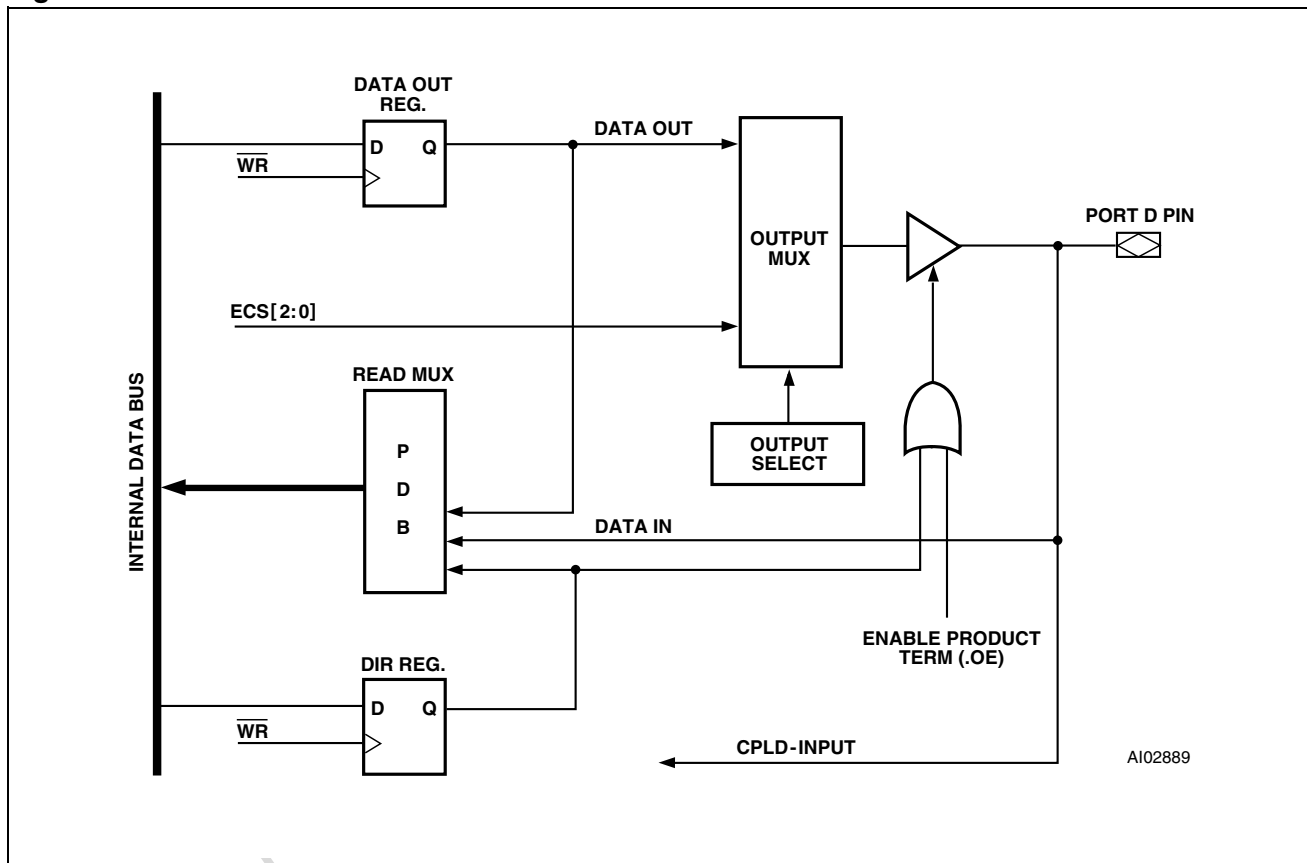 DATA OUT
REG.
DATA OUT
D Q
WR
PORT D PIN
OUTPUT
MUX
ECS[2:0]
READ MUX
INTERNAL DATA BUS
P
D
B
OUTPUT
SELECT
DATA IN
ENABLE PRODUCT
TERM (.OE)
DIR REG.
D Q
WR
CPLD-INPUT
AI02889